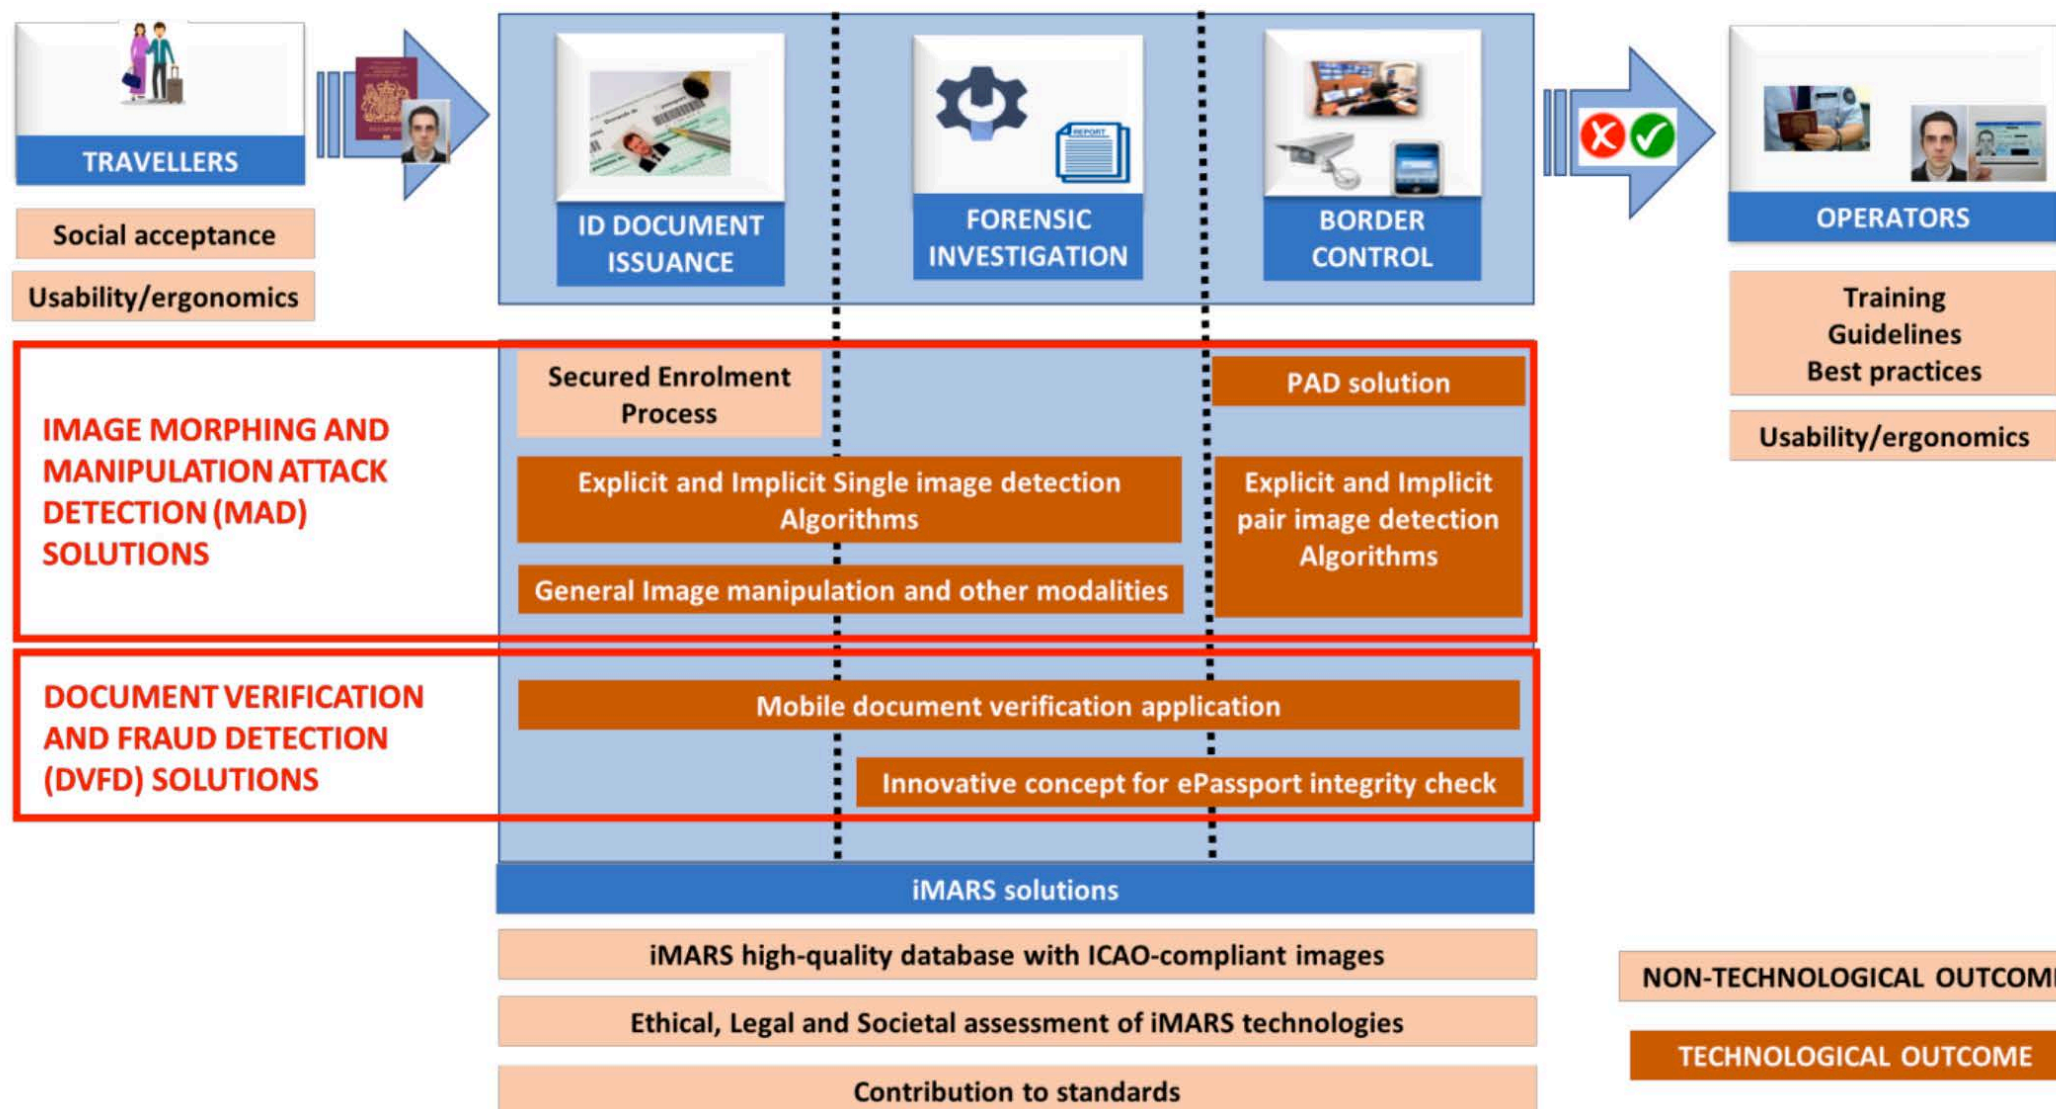 TRAVELLERS
Social acceptance
Usability/ergonomics
ID DOCUMENT
ISSUANCE
REPORT
FORENSIC
INVESTIGATION
BORDER
CONTROL
OPERATORS
Training
Guidelines
Best practices
Usability/ergonomics
IMAGE MORPHING AND
MANIPULATION ATTACK
DETECTION (MAD)
SOLUTIONS
Secured Enrolment
Process
PAD solution
Explicit and Implicit Single image detection
Algorithms
Explicit and Implicit
pair image detection
Algorithms
General Image manipulation and other modalities
DOCUMENT VERIFICATION
AND FRAUD DETECTION
(DVFD) SOLUTIONS
Mobile document verification application
Innovative concept for ePassport integrity check
iMARS solutions
iMARS high-quality database with ICAO-compliant images
Ethical, Legal and Societal assessment of iMARS technologies
Contribution to standards
NON-TECHNOLOGICAL OUTCOM
TECHNOLOGICAL OUTCOME